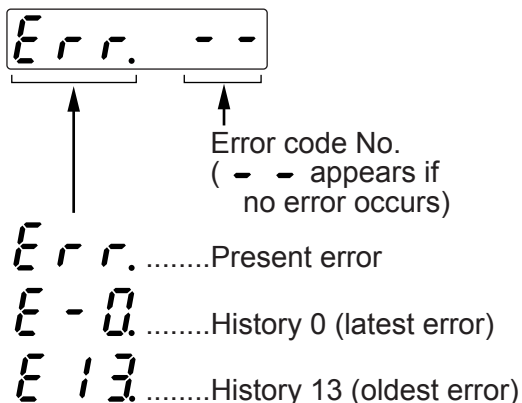 Err. --
Error code No.
( - - appears if
no error occurs)
Err. ........Present error
E-0. ........History 0 (latest error)
E13. ........History 13 (oldest error)